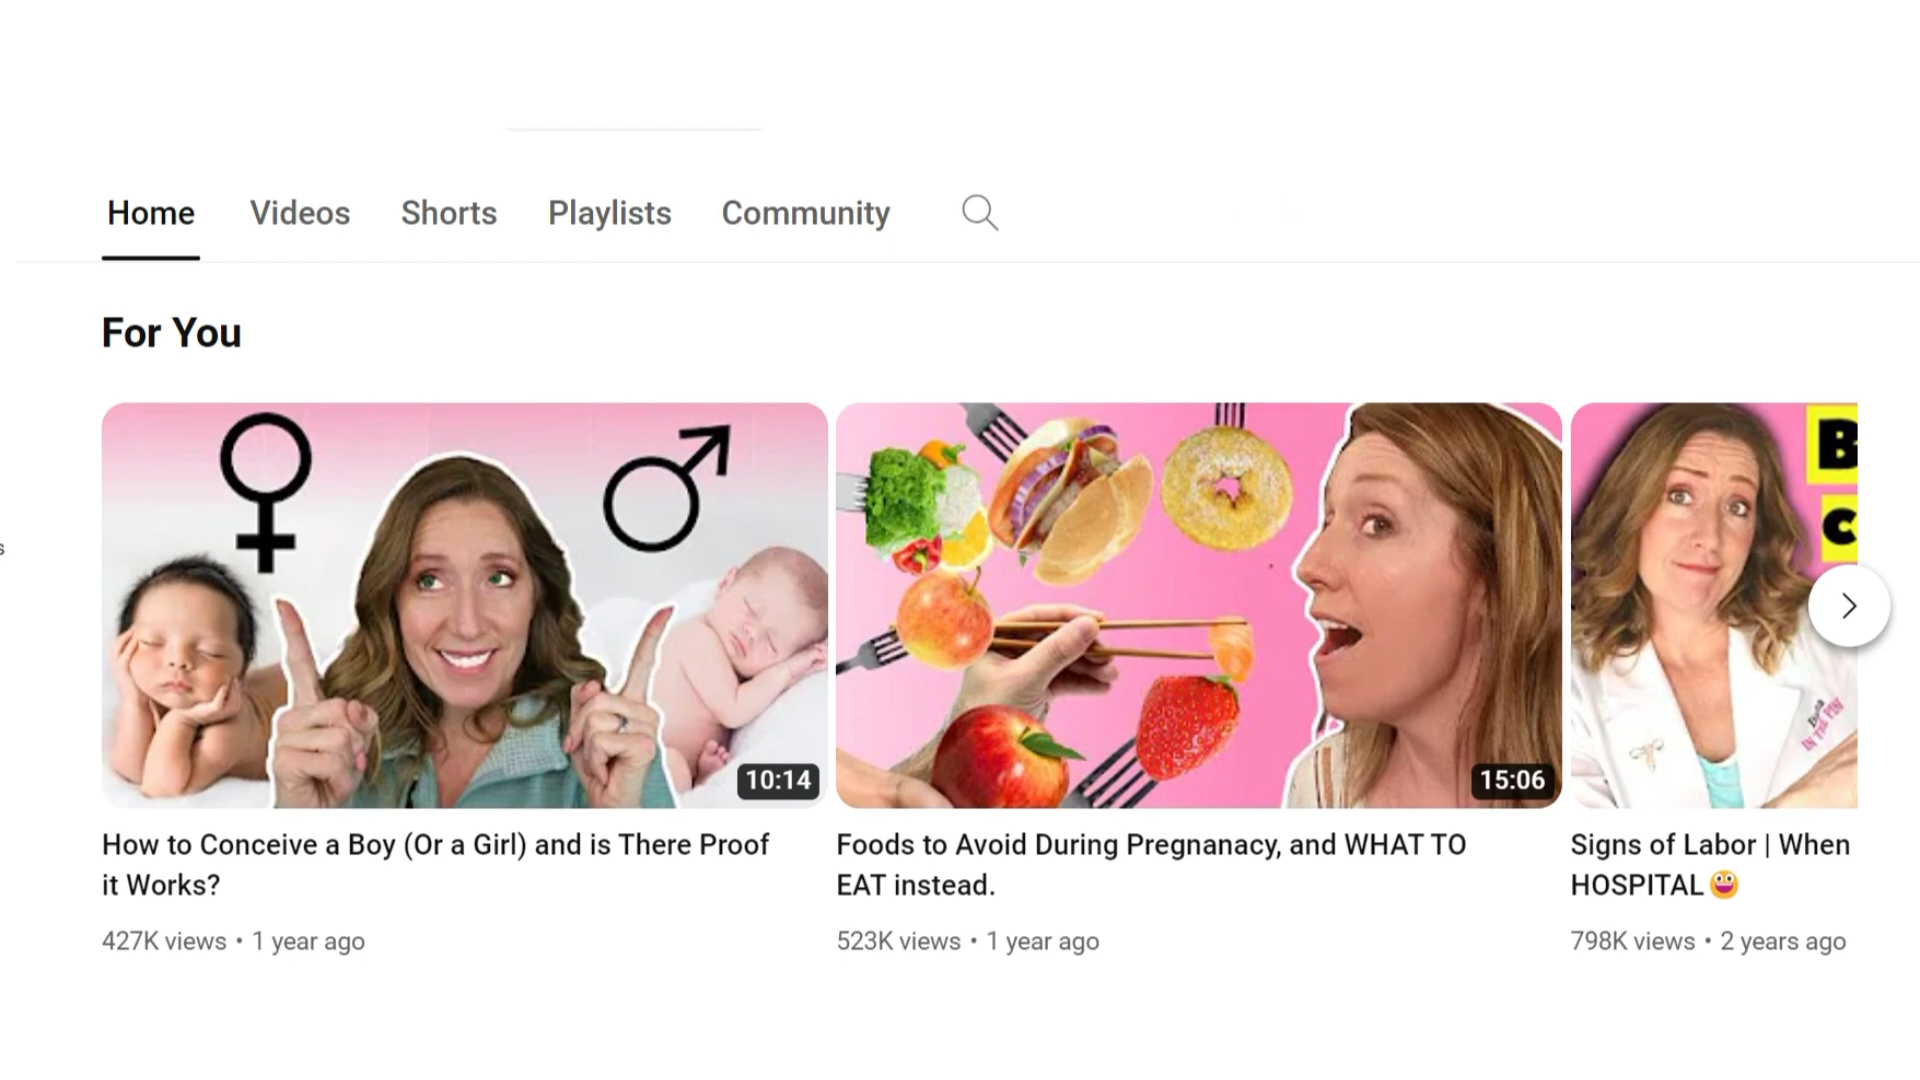 Home Videos Shorts Playlists Community
For You
B
C
10:14
15:06
IN THE
How to Conceive a Boy (Or a Girl) and is There Proof
it Works?
427K views • 1 year ago
Foods to Avoid During Pregnanacy, and WHAT TO
EAT instead.
523K views • 1 year ago
Signs of Labor | When
HOSPITAL😀
798K views • 2 years ago